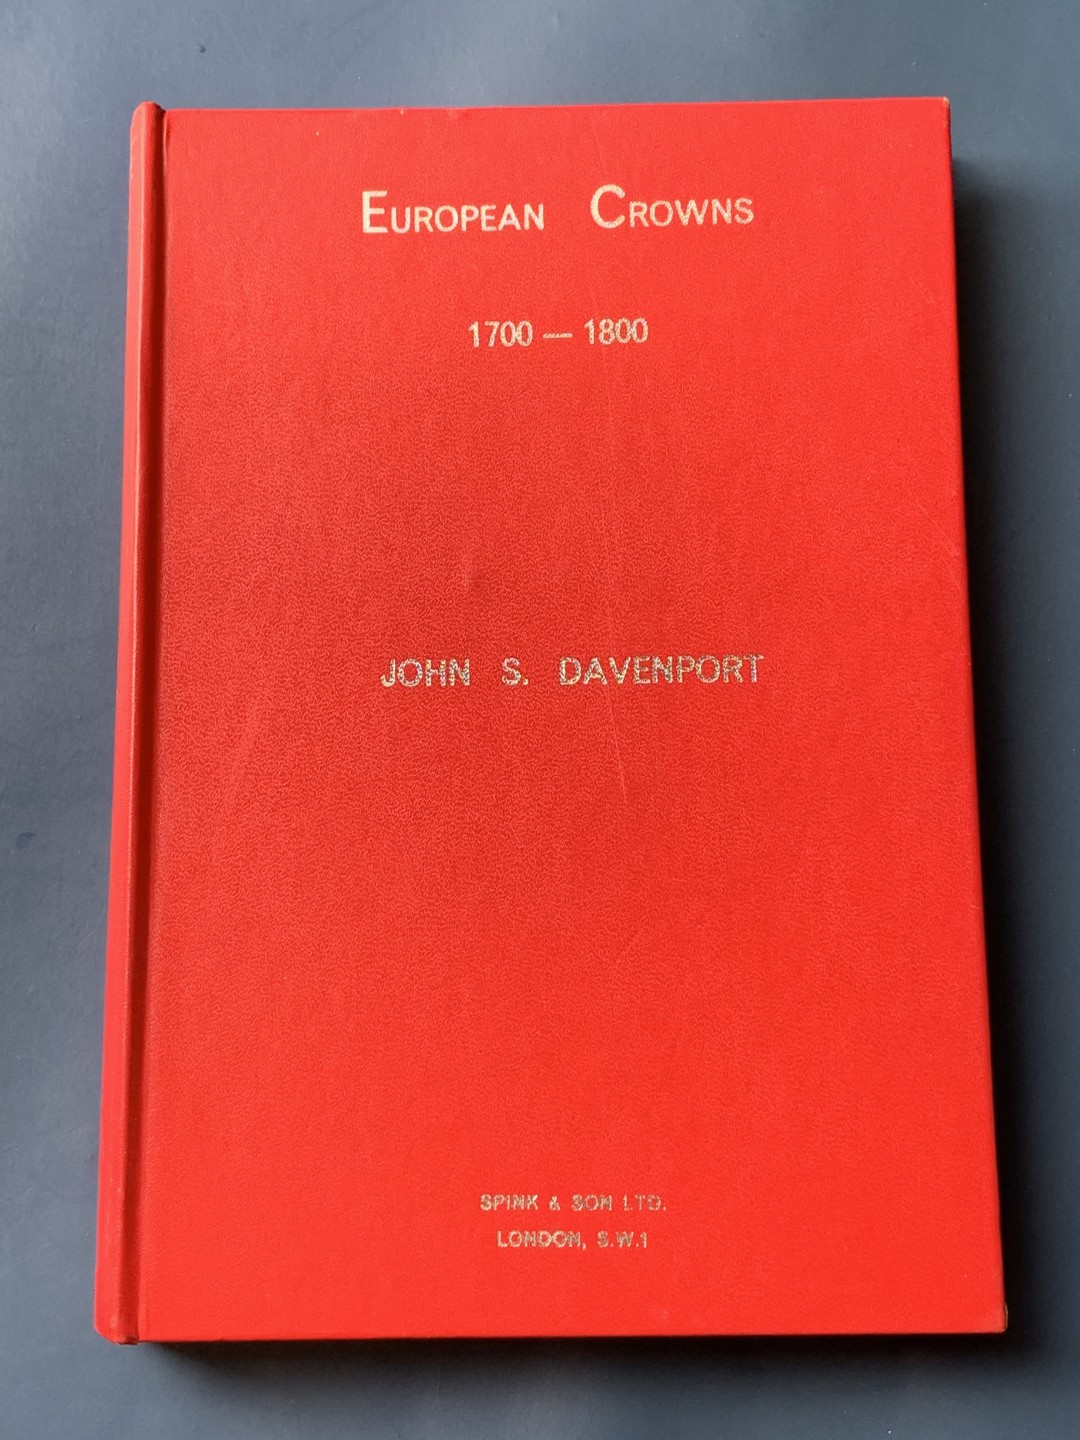 European Crowns
1700 — 1800
JOHN S. DAVENPORT
SPINK & SON LTD.
LONDON, S.W.1